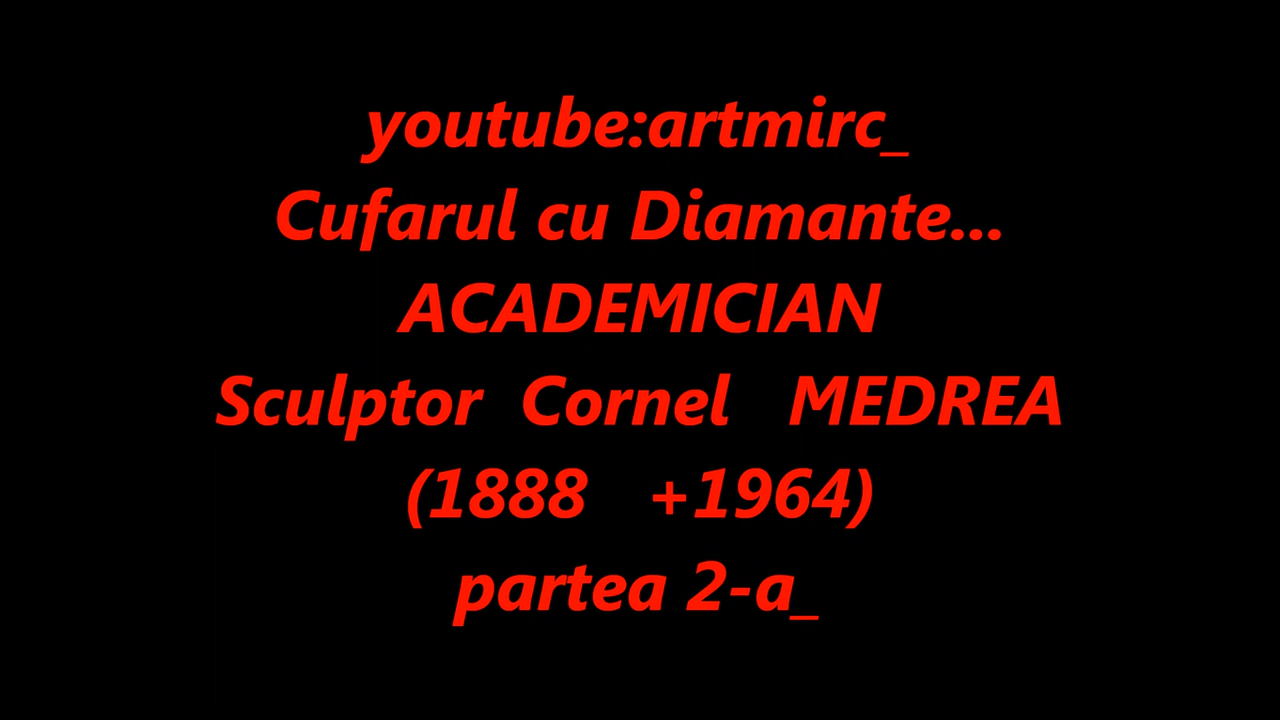 youtube:artmirc_
Cufarul cu Diamante...
ACADEMICIAN
Sculptor Cornel MEDREA
(1888 +1964)
partea 2-a_